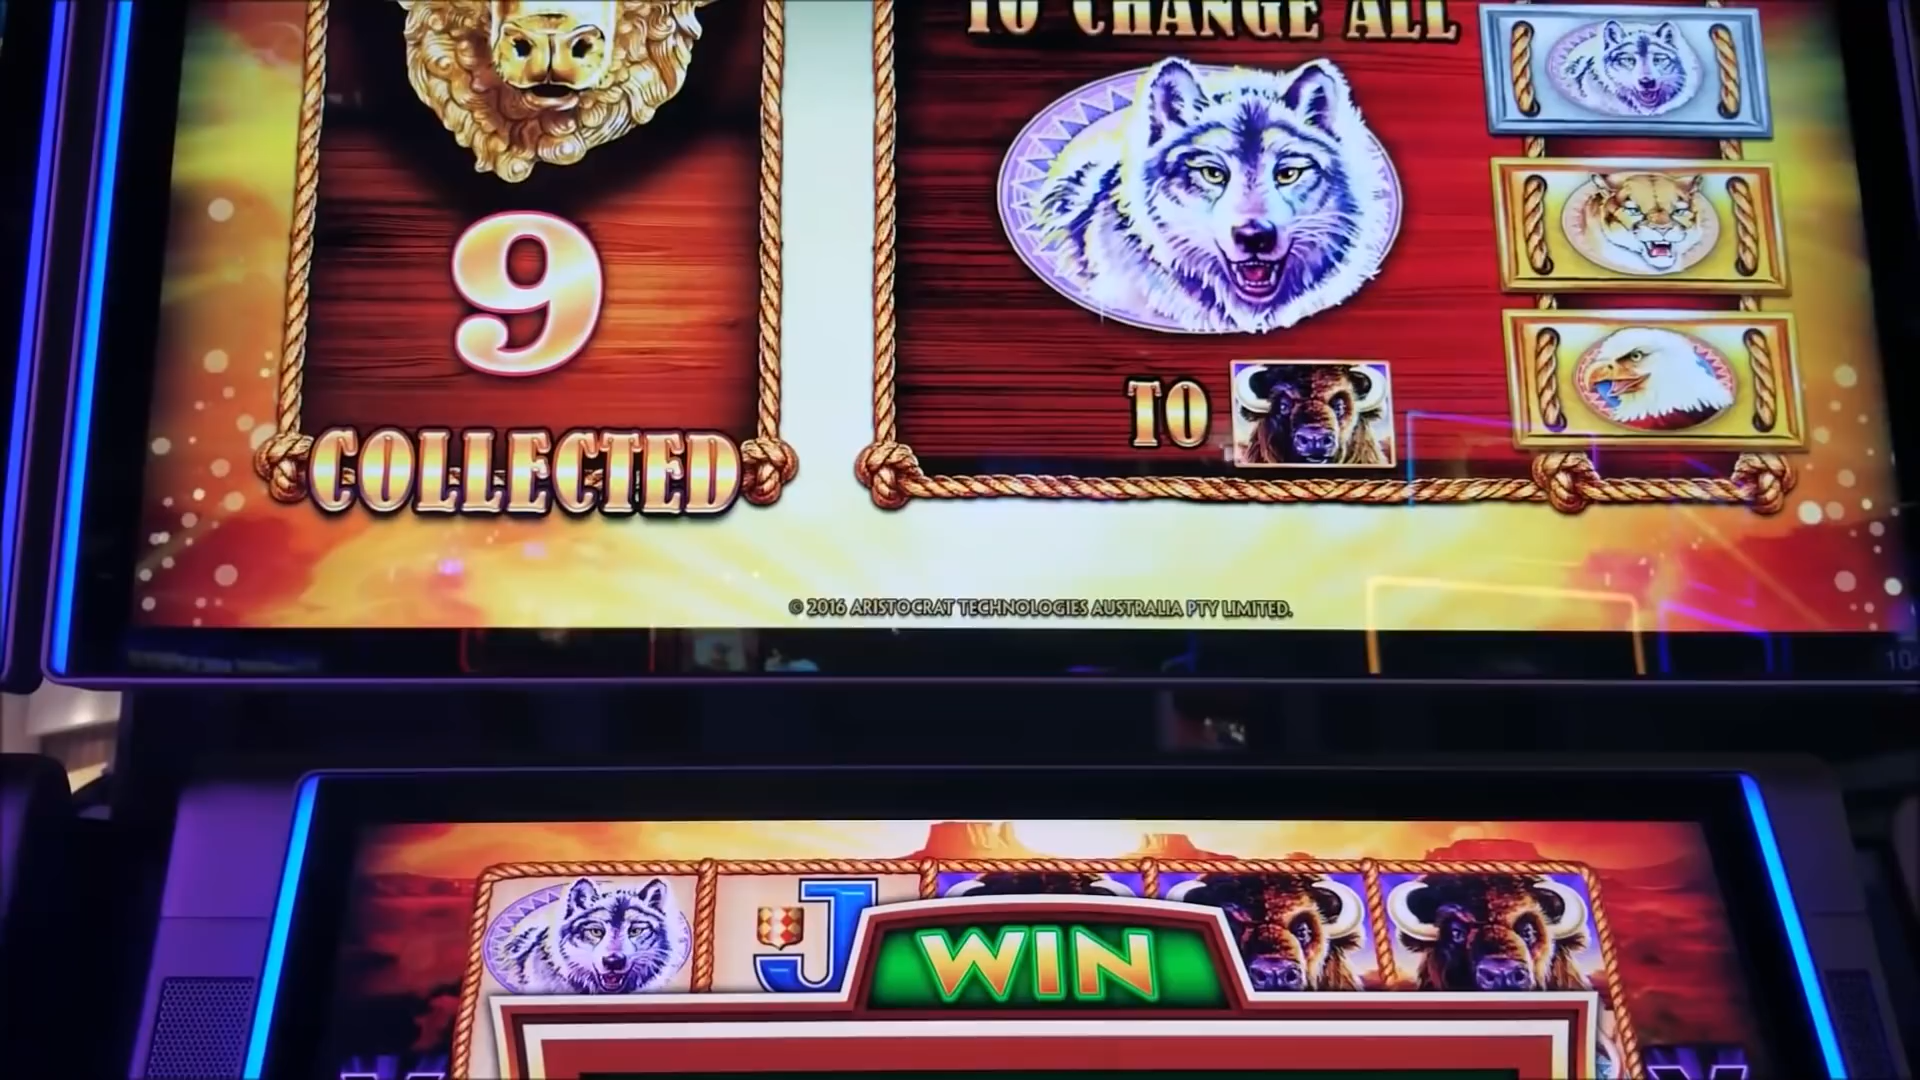 TO CHANGE ALL
9
COLLECTED
TO
© 2016 ARISTOCRAT TECHNOLOGIES AUSTRALIA PTY LIMITED.
J
WIN